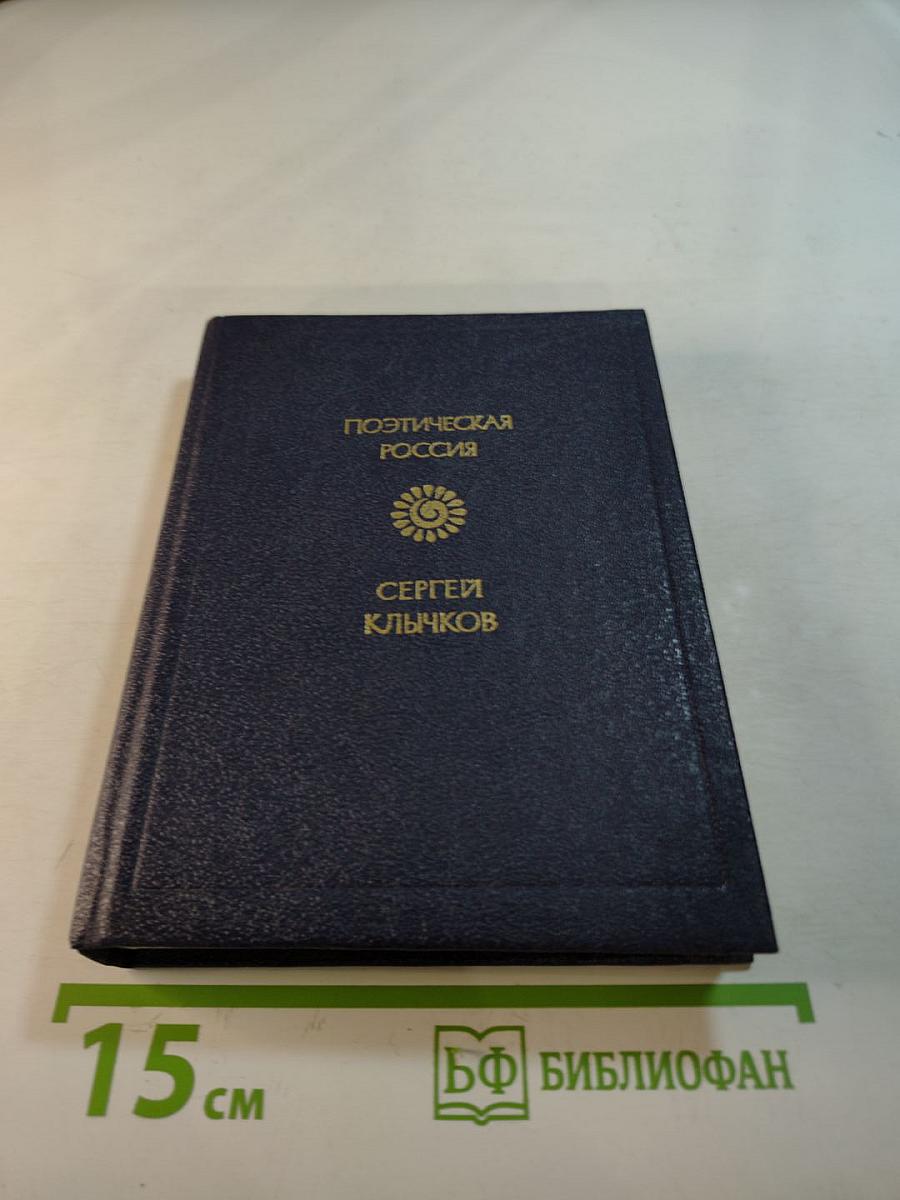 ПОЭТИЧЕСКАЯ
РОССИЯ
СЕРГЕЙ
КЛЫЧКОВ
15 см
БФ БИБЛИОФАН